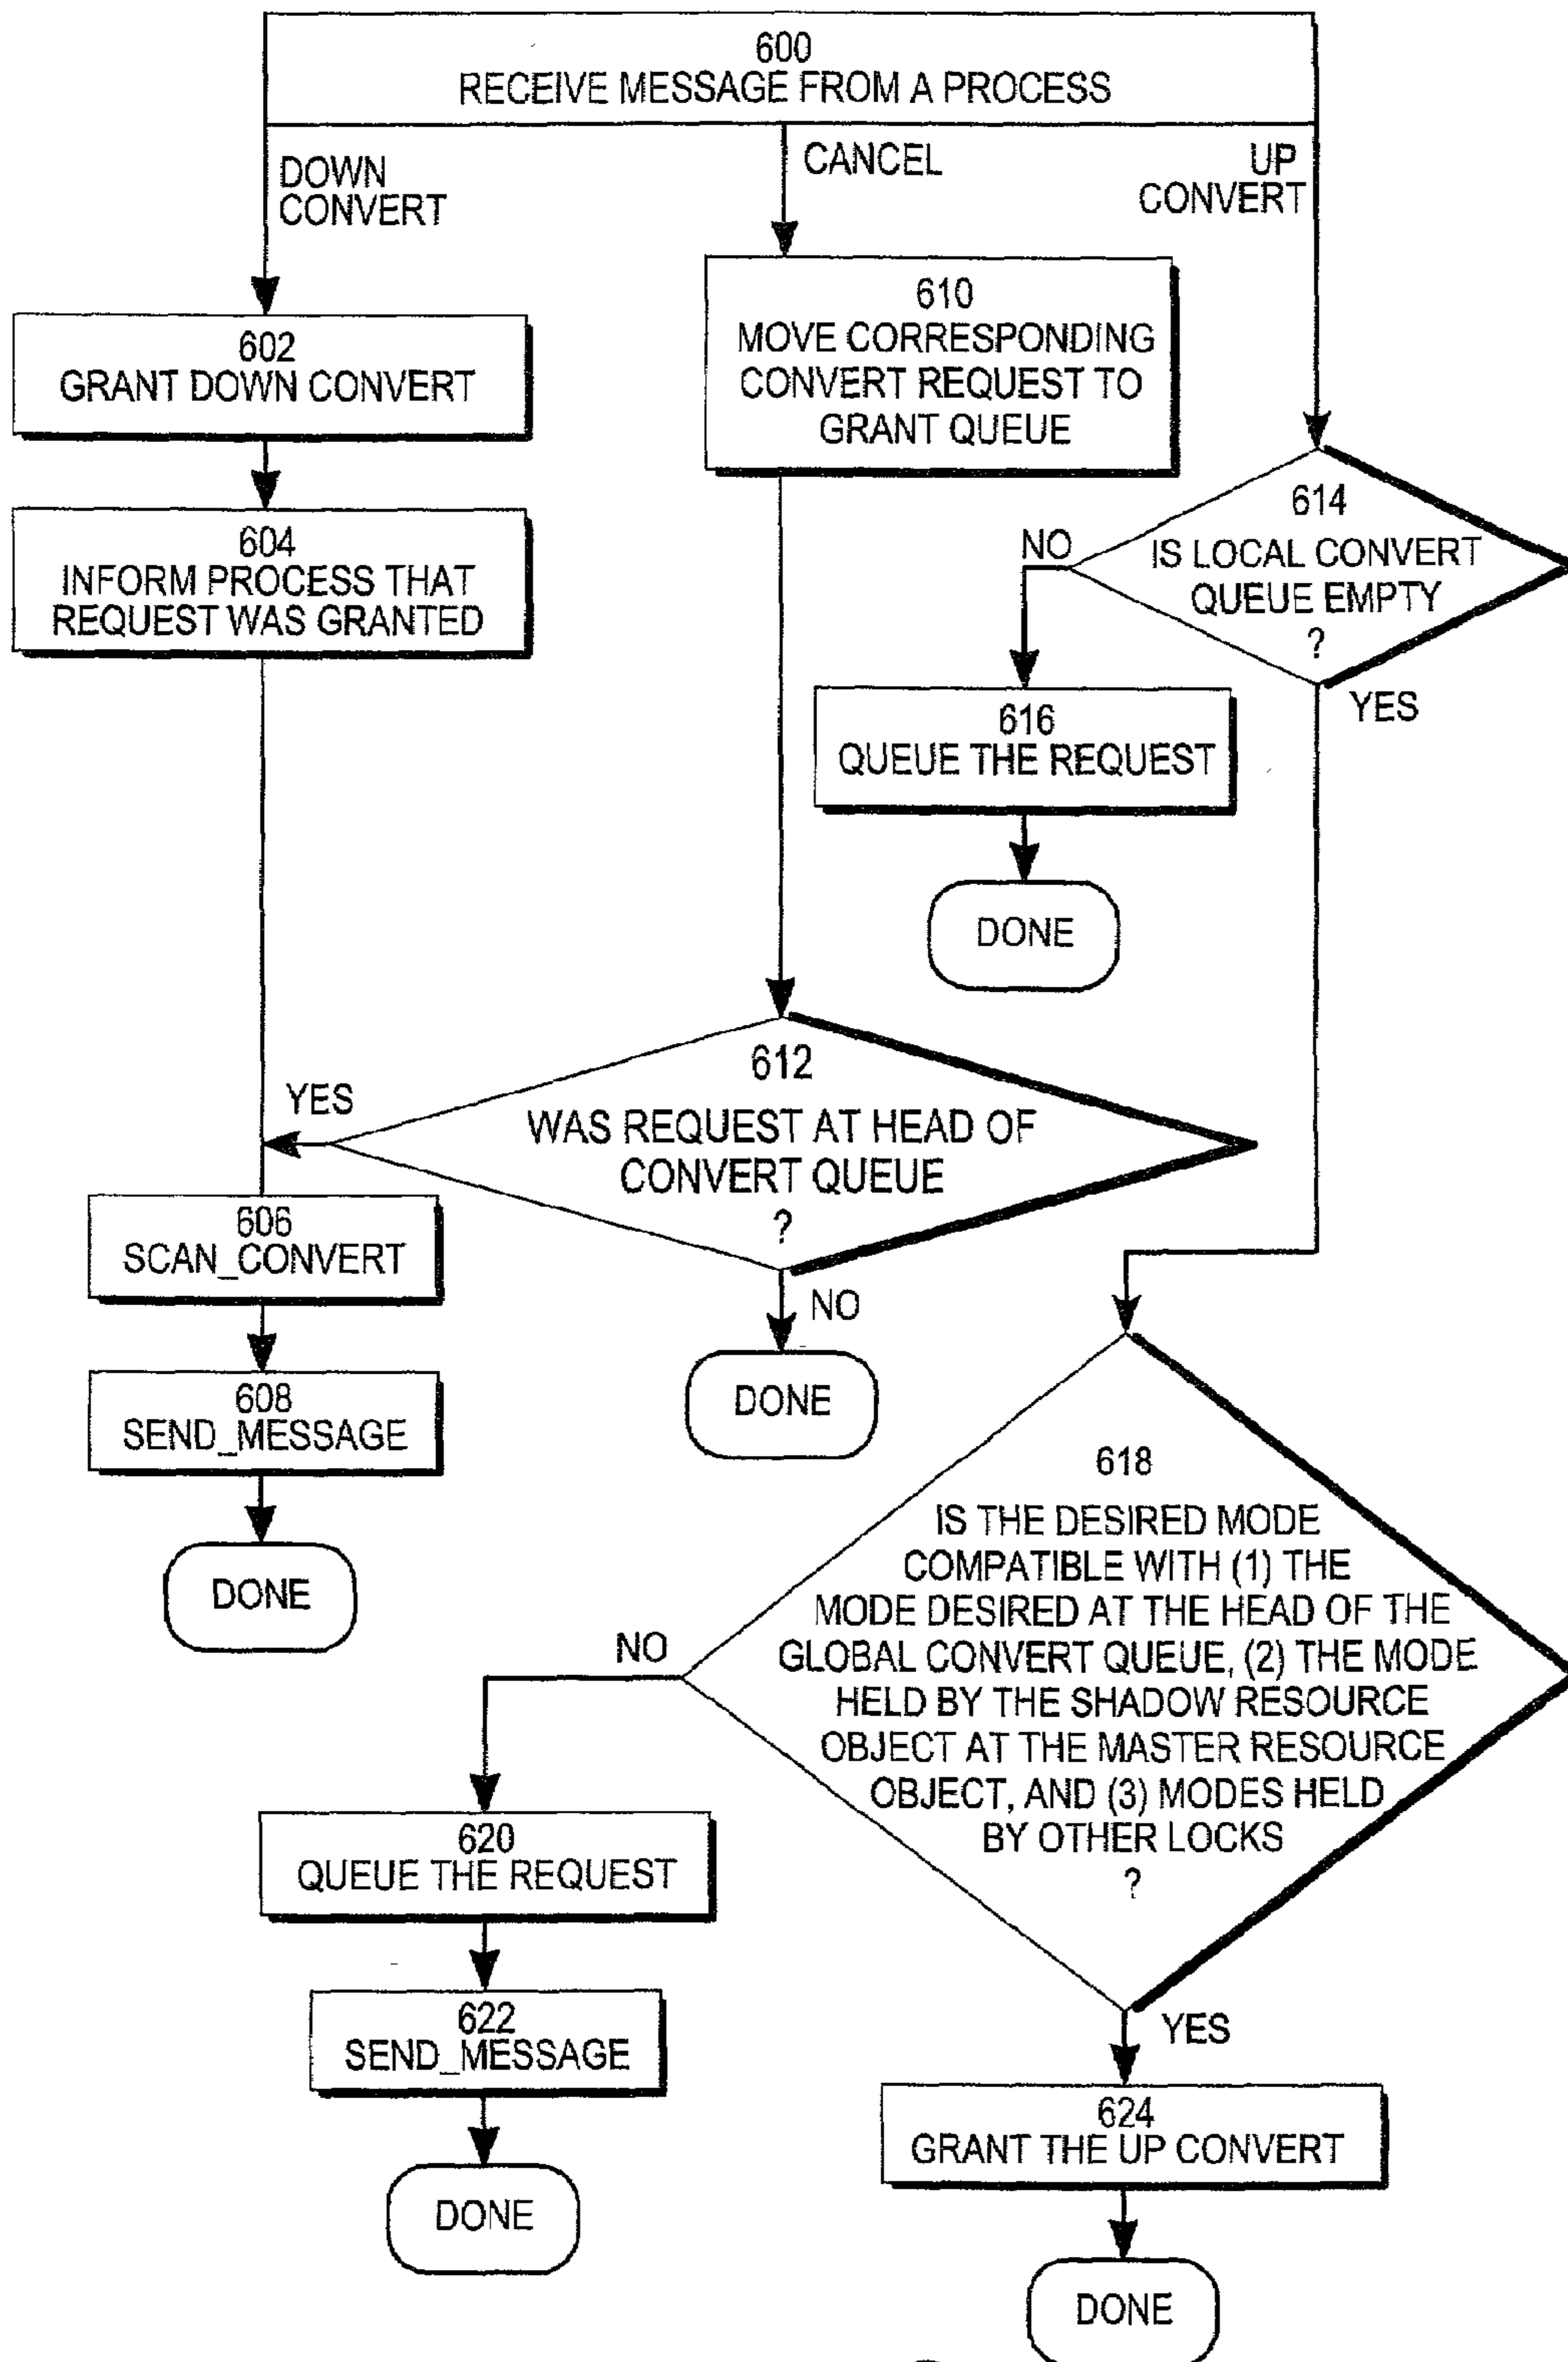 600
RECEIVE MESSAGE FROM A PROCESS
DOWN
CONVERT
CANCEL
UP
CONVERT
602
GRANT DOWN CONVERT
604
INFORM PROCESS THAT
REQUEST WAS GRANTED
610
MOVE CORRESPONDING
CONVERT REQUEST TO
GRANT QUEUE
614
IS LOCAL CONVERT
QUEUE EMPTY
?
NO
YES
616
QUEUE THE REQUEST
DONE
612
WAS REQUEST AT HEAD OF
CONVERT QUEUE
?
YES
NO
DONE
606
SCAN_CONVERT
608
SEND_MESSAGE
DONE
618
IS THE DESIRED MODE
COMPATIBLE WITH (1) THE
MODE DESIRED AT THE HEAD OF THE
GLOBAL CONVERT QUEUE, (2) THE MODE
HELD BY THE SHADOW RESOURCE
OBJECT AT THE MASTER RESOURCE
OBJECT, AND (3) MODES HELD
BY OTHER LOCKS
?
NO
YES
620
QUEUE THE REQUEST
622
SEND_MESSAGE
DONE
624
GRANT THE UP CONVERT
DONE